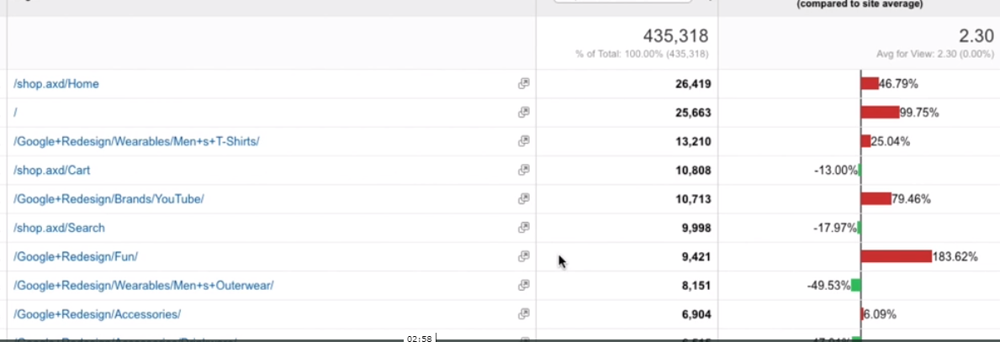 (compared to site average)
435,318
% of Total: 100.00% (435,318)
2.30
Avg for View: 2.30 (0.00%)
/shop.axd/Home 26,419 46.79%
/ 25,663 99.75%
/Google+Redesign/Wearables/Men+s+T-Shirts/ 13,210 25.04%
/shop.axd/Cart 10,808 -13.00%
/Google+Redesign/Brands/YouTube/ 10,713 79.46%
/shop.axd/Search 9,998 -17.97%
/Google+Redesign/Fun/ 9,421 183.62%
/Google+Redesign/Wearables/Men+s+Outerwear/ 8,151 -49.53%
/Google+Redesign/Accessories/ 6,904 6.09%
02:58